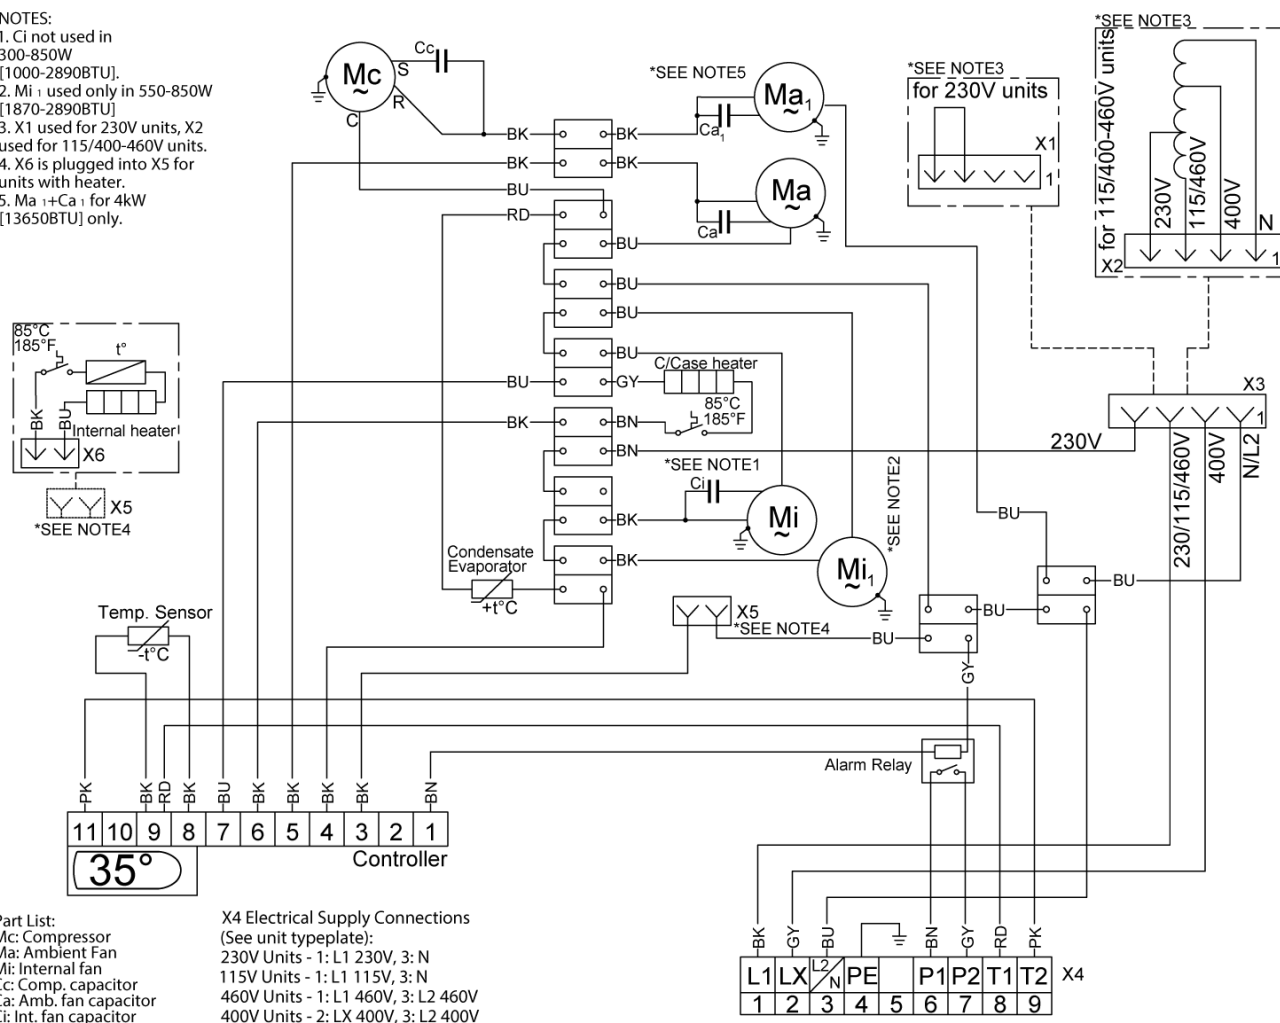 NOTES:
1. Ci not used in
300-850W
[1000-2890BTU].
2. Mi 1 used only in 550-850W
[1870-2890BTU]
3. X1 used for 230V units, X2
used for 115/400-460V units.
4. X6 is plugged into X5 for
units with heater.
5. Ma 1+Ca 1 for 4kW
[13650BTU] only.
Cc
Mc
~
S
R
C
*SEE NOTE5
Ma1
~
Ca1
Ma
~
Ca
*SEE NOTE3
for 230V units
X1
1
*SEE NOTE3
for 115/400-460V units
230V
115/460V
400V
N
X2
1
BK
BK
BK
BK
BU
RD
BU
BU
BU
BU
BU
GY
C/Case heater
85°C
185°F
BK
BN
BN
230V
X3
1
230/115/460V
400V
N/L2
85°C
185°F
t°
BK
BU
Internal heater
X6
X5
*SEE NOTE4
*SEE NOTE1
Ci
BK
Mi
~
*SEE NOTE2
BK
Mi1
~
BU
BU
Condensate
Evaporator
+t°C
X5
*SEE NOTE4
BU
BU
GY
Temp. Sensor
-t°C
Alarm Relay
PK
BK
RD
BK
BU
BK
BK
BK
BK
BN
11 10 9 8 7 6 5 4 3 2 1
35°
Controller
BK
GY
BU
BN
GY
RD
PK
L1 LX L2/N PE P1 P2 T1 T2 X4
1 2 3 4 5 6 7 8 9
Part List:
Mc: Compressor
Ma: Ambient Fan
Mi: Internal fan
Cc: Comp. capacitor
Ca: Amb. fan capacitor
Ci: Int. fan capacitor
X4 Electrical Supply Connections
(See unit typeplate):
230V Units - 1: L1 230V, 3: N
115V Units - 1: L1 115V, 3: N
460V Units - 1: L1 460V, 3: L2 460V
400V Units - 2: LX 400V, 3: L2 400V